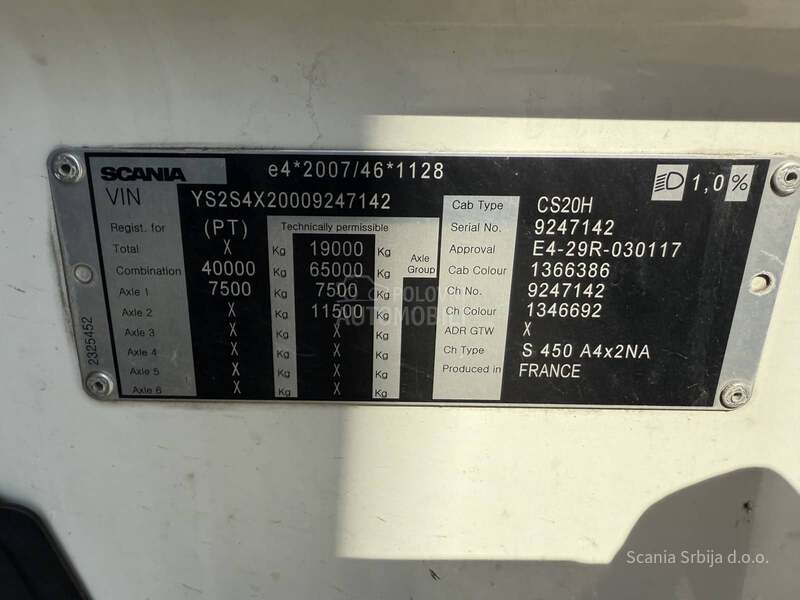 SCANIA e4*2007/46*1128
VIN YS2S4X20009247142
Regist. for (PT) Technically permissible
Total X Kg 19000 Kg Axle Group
Combination 40000 Kg 65000 Kg
Axle 1 7500 Kg 7500 Kg
Axle 2 X Kg 11500 Kg
Axle 3 X Kg X Kg
Axle 4 X Kg X Kg
Axle 5 X Kg X Kg
Axle 6 X Kg X Kg
1,0 %
Cab Type CS20H
Serial No. 9247142
Approval E4-29R-030117
Cab Colour 1366386
Ch No. 9247142
Ch Colour 1346692
ADR GTW X
Ch Type S 450 A4x2NA
Produced in FRANCE
2325452
POLOVNI
AUTOMOBILI
Scania Srbija d.o.o.